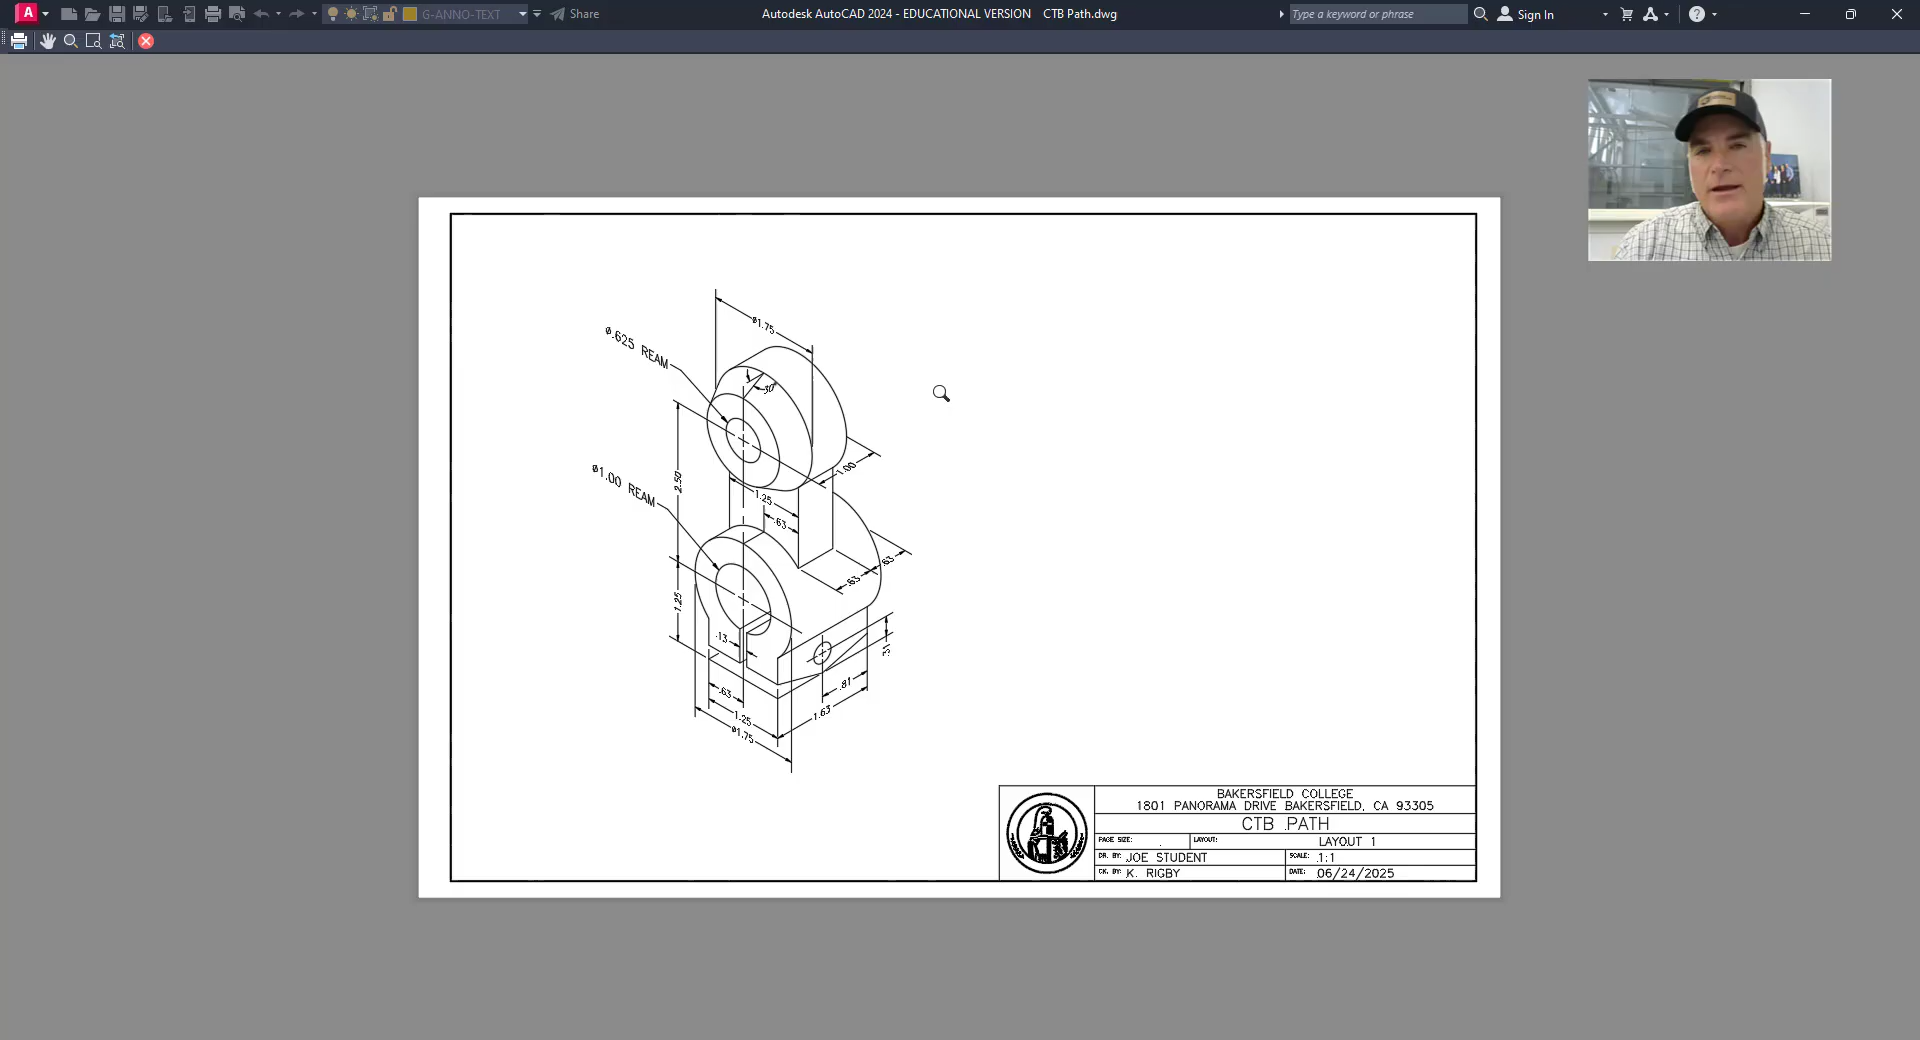 A
G-ANNO-TEXT
Share
Autodesk AutoCAD 2024 - EDUCATIONAL VERSION CTB Path.dwg
Type a keyword or phrase
Sign In
?
ø1.75
ø.625 REAM
30°
2.50
1.00
ø1.00 REAM
1.25
.63
.63
.63
1.25
.13
.31
.63
.81
1.25
1.63
ø1.75
BAKERSFIELD COLLEGE
1801 PANORAMA DRIVE BAKERSFIELD, CA 93305
CTB .PATH
PAGE SIZE: .
LAYOUT: LAYOUT 1
DR. BY: JOE STUDENT
SCALE: 1:1
CK. BY: K. RIGBY
DATE: 06/24/2025